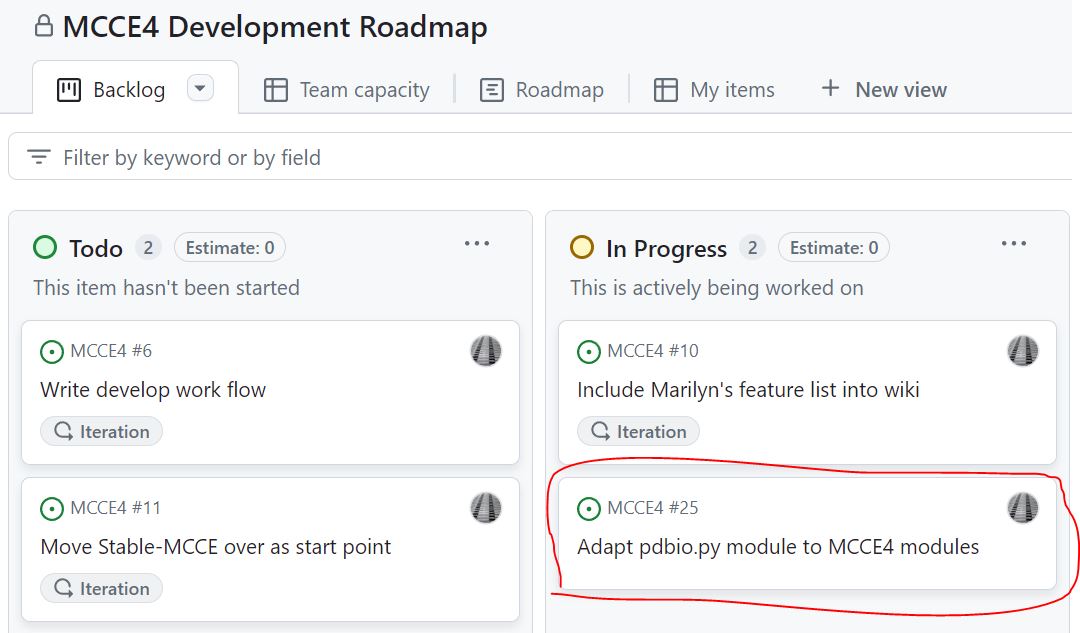 MCCE4 Development Roadmap
Backlog
Team capacity
Roadmap
My items
+ New view
Filter by keyword or by field
Todo 2 Estimate: 0 ...
This item hasn't been started
MCCE4 #6
Write develop work flow
Iteration
MCCE4 #11
Move Stable-MCCE over as start point
Iteration
In Progress 2 Estimate: 0 ...
This is actively being worked on
MCCE4 #10
Include Marilyn's feature list into wiki
Iteration
MCCE4 #25
Adapt pdbio.py module to MCCE4 modules